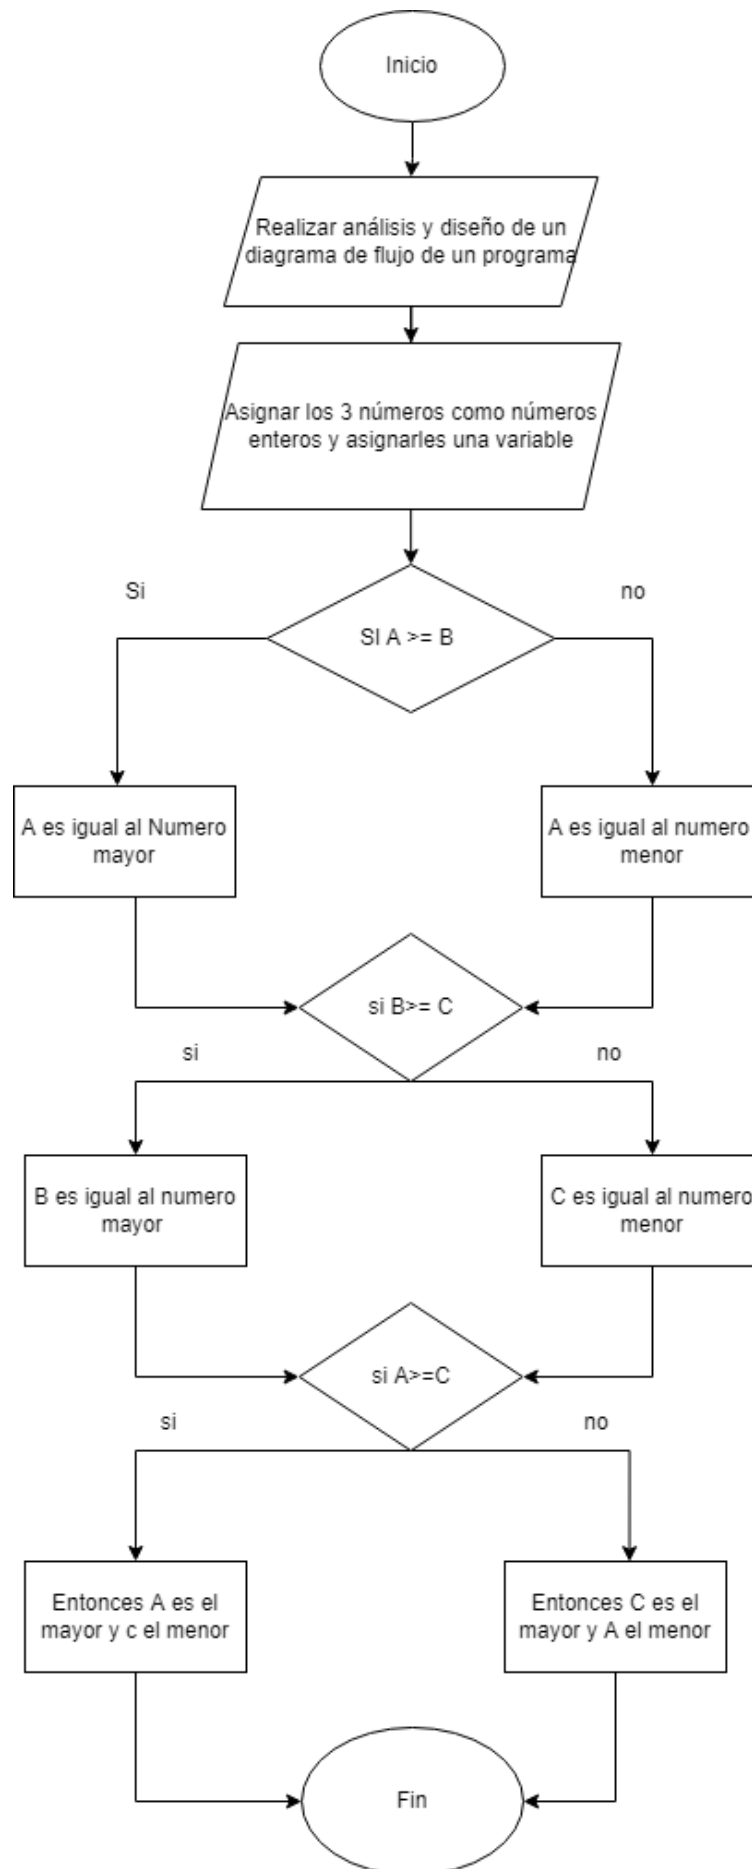 Inicio
Realizar análisis y diseño de un
diagrama de flujo de un programa
Asignar los 3 números como números
enteros y asignarles una variable
Si
no
SI A >= B
A es igual al Numero
mayor
A es igual al numero
menor
si B>= C
si
no
B es igual al numero
mayor
C es igual al numero
menor
si A>=C
si
no
Entonces A es el
mayor y c el menor
Entonces C es el
mayor y A el menor
Fin